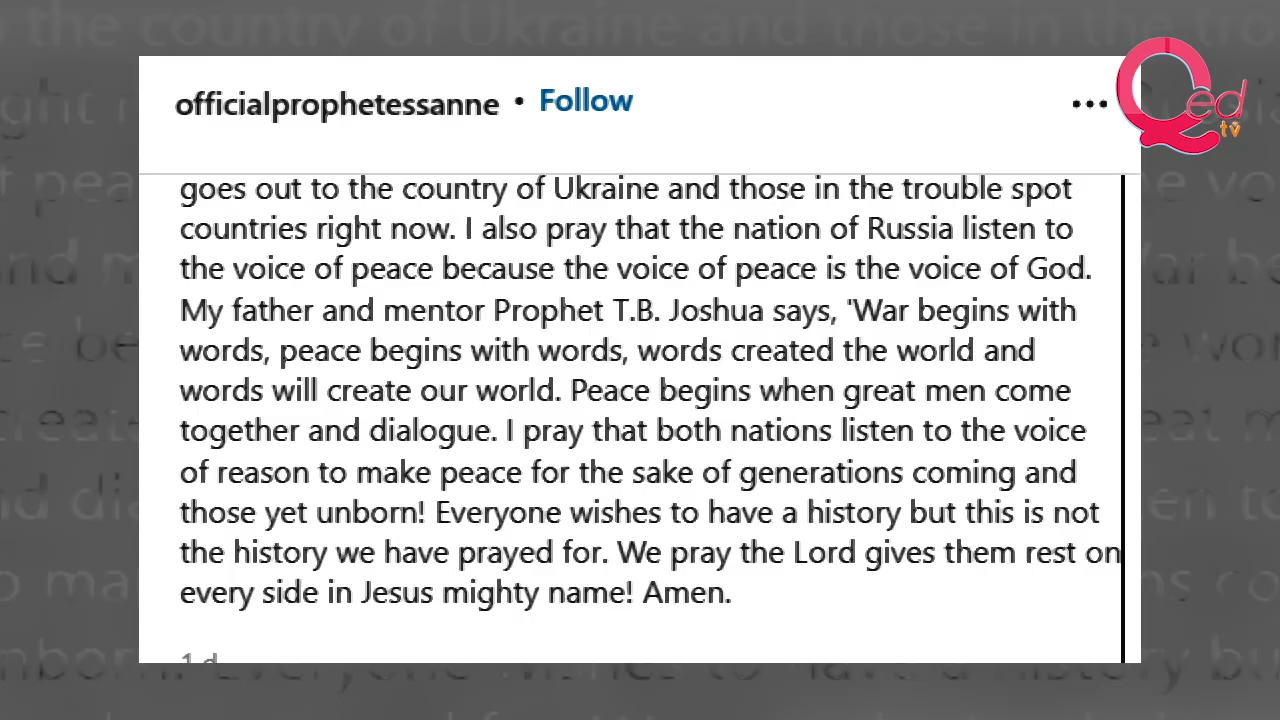 officialprophetessanne • Follow
•••
Qed
tv
goes out to the country of Ukraine and those in the trouble spot
countries right now. I also pray that the nation of Russia listen to
the voice of peace because the voice of peace is the voice of God.
My father and mentor Prophet T.B. Joshua says, 'War begins with
words, peace begins with words, words created the world and
words will create our world. Peace begins when great men come
together and dialogue. I pray that both nations listen to the voice
of reason to make peace for the sake of generations coming and
those yet unborn! Everyone wishes to have a history but this is not
the history we have prayed for. We pray the Lord gives them rest on
every side in Jesus mighty name! Amen.